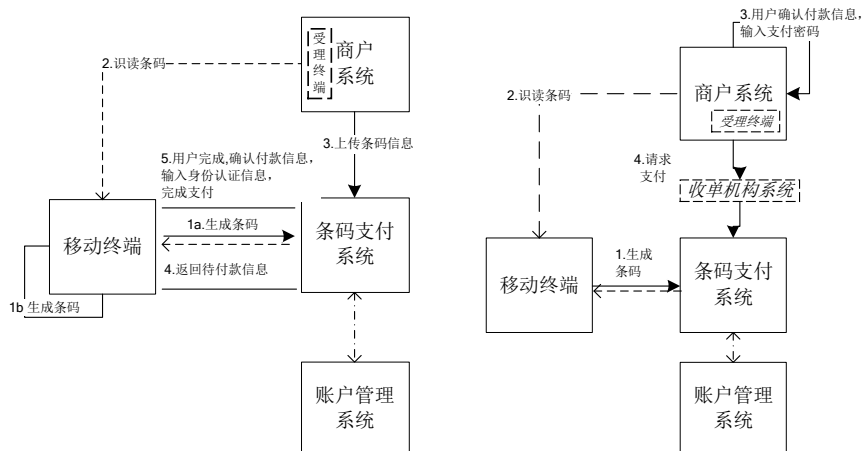 受
理
终
端
商户
系统
2.识读条码
3.上传条码信息
5.用户完成,确认付款信息，
输入身份认证信息，
完成支付
1a.生成条码
移动终端
条码支付
系统
4.返回待付款信息
1b 生成条码
账户管理
系统
3.用户确认付款信息，
输入支付密码
2.识读条码
商户系统
受理终端
4.请求
支付
收单机构系统
1.生成
条码
移动终端
条码支付
系统
账户管理
系统